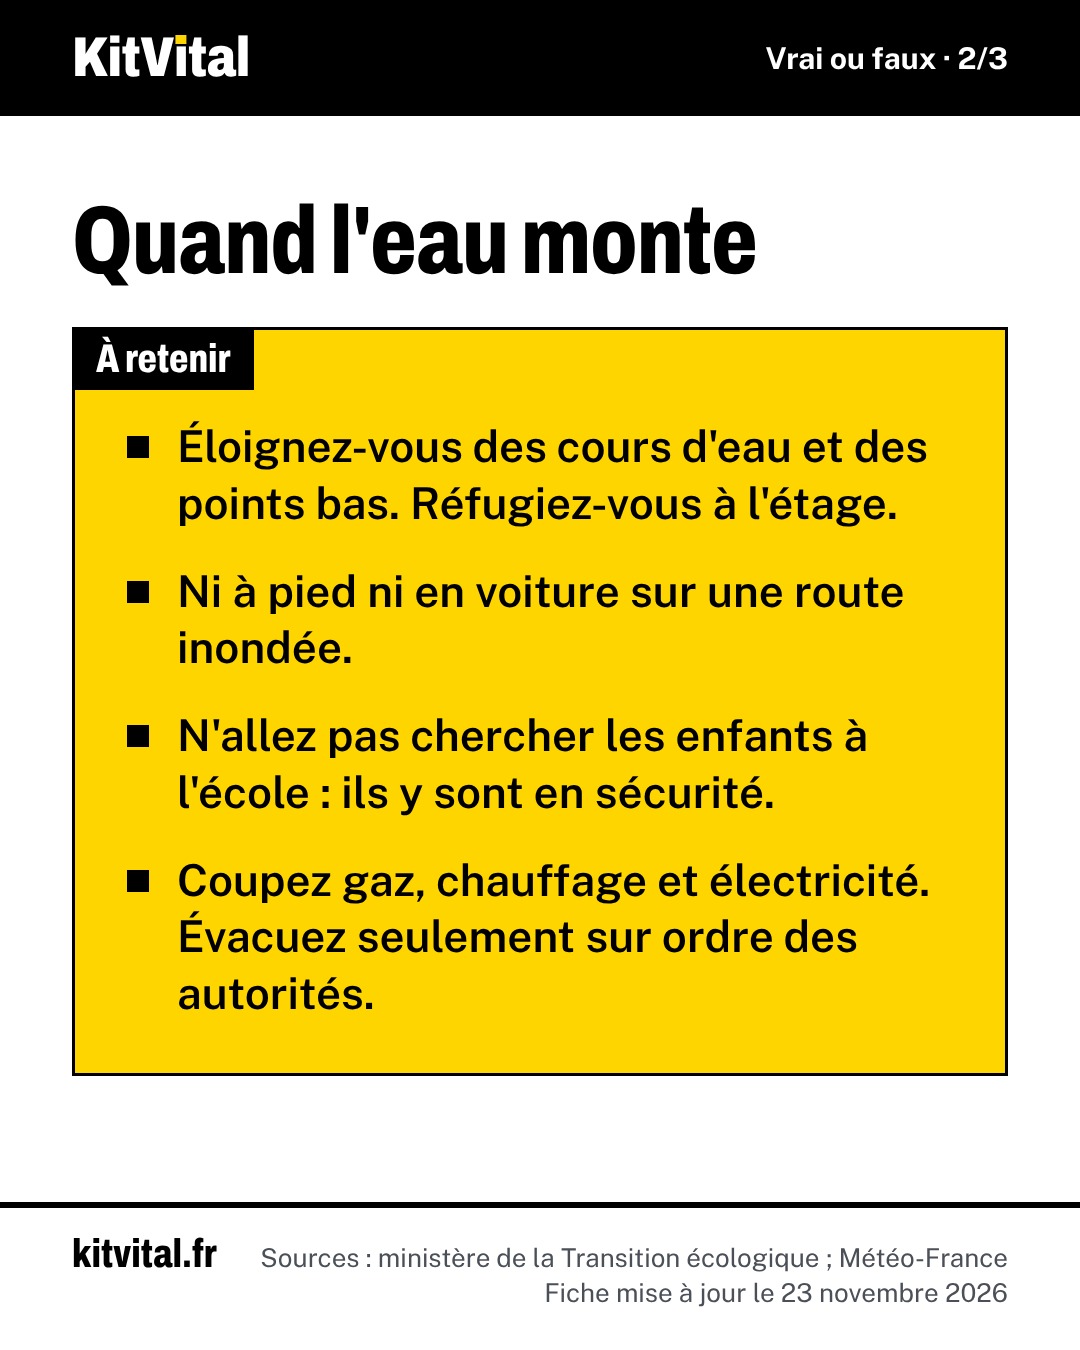 KitVital
Vrai ou faux · 2/3
Quand l'eau monte
À retenir
Éloignez-vous des cours d'eau et des
points bas. Réfugiez-vous à l'étage.
Ni à pied ni en voiture sur une route
inondée.
N'allez pas chercher les enfants à
l'école : ils y sont en sécurité.
Coupez gaz, chauffage et électricité.
Évacuez seulement sur ordre des
autorités.
kitvital.fr
Sources : ministère de la Transition écologique ; Météo-France
Fiche mise à jour le 23 novembre 2026